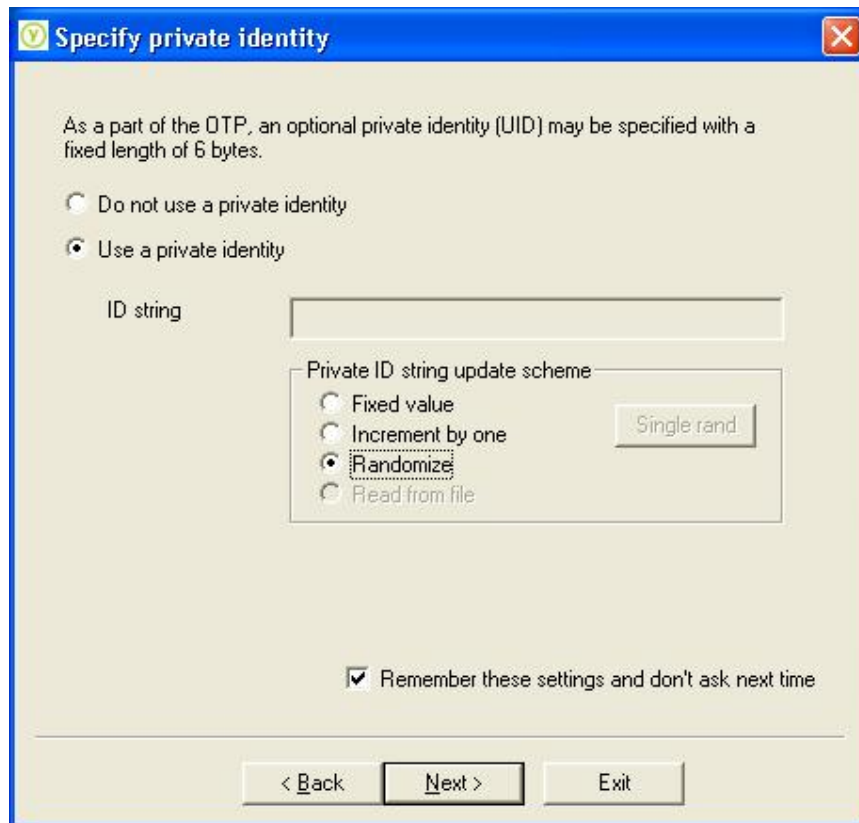 Specify private identity
As a part of the OTP, an optional private identity (UID) may be specified with a
fixed length of 6 bytes.
Do not use a private identity
Use a private identity
ID string
Private ID string update scheme
Fixed value
Single rand
Increment by one
Randomize
Read from file
Remember these settings and don't ask next time
< Back Next > Exit